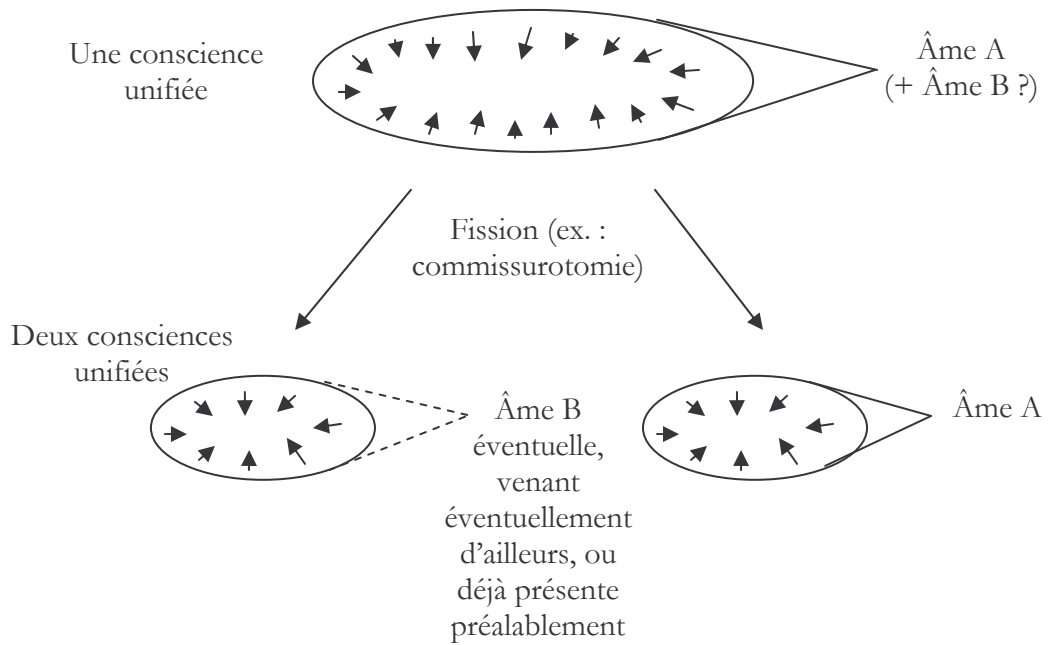 Une conscience
unifiée
Âme A
(+ Âme B ?)
Fission (ex. :
commissurotomie)
Deux consciences
unifiées
Âme B
éventuelle,
venant
éventuellement
d'ailleurs, ou
déjà présente
préalablement
Âme A